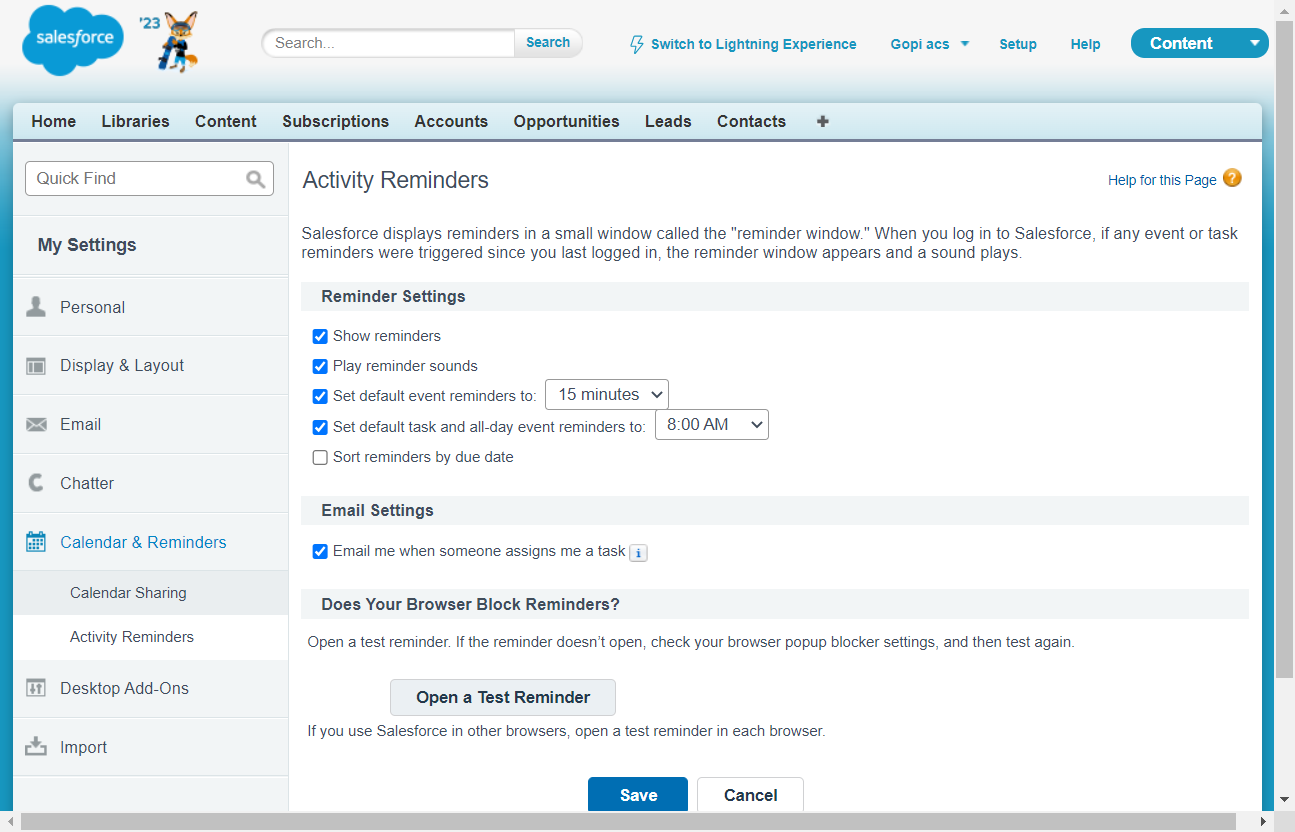 salesforce
'23
Search...
Search
Switch to Lightning Experience
Gopi acs
Setup
Help
Content
Home
Libraries
Content
Subscriptions
Accounts
Opportunities
Leads
Contacts
Quick Find
My Settings
Personal
Display & Layout
Email
Chatter
Calendar & Reminders
Calendar Sharing
Activity Reminders
Desktop Add-Ons
Import
Activity Reminders
Help for this Page ?
Salesforce displays reminders in a small window called the "reminder window." When you log in to Salesforce, if any event or task
reminders were triggered since you last logged in, the reminder window appears and a sound plays.
Reminder Settings
Show reminders
Play reminder sounds
Set default event reminders to: 15 minutes
Set default task and all-day event reminders to: 8:00 AM
Sort reminders by due date
Email Settings
Email me when someone assigns me a task i
Does Your Browser Block Reminders?
Open a test reminder. If the reminder doesn’t open, check your browser popup blocker settings, and then test again.
Open a Test Reminder
If you use Salesforce in other browsers, open a test reminder in each browser.
Save
Cancel